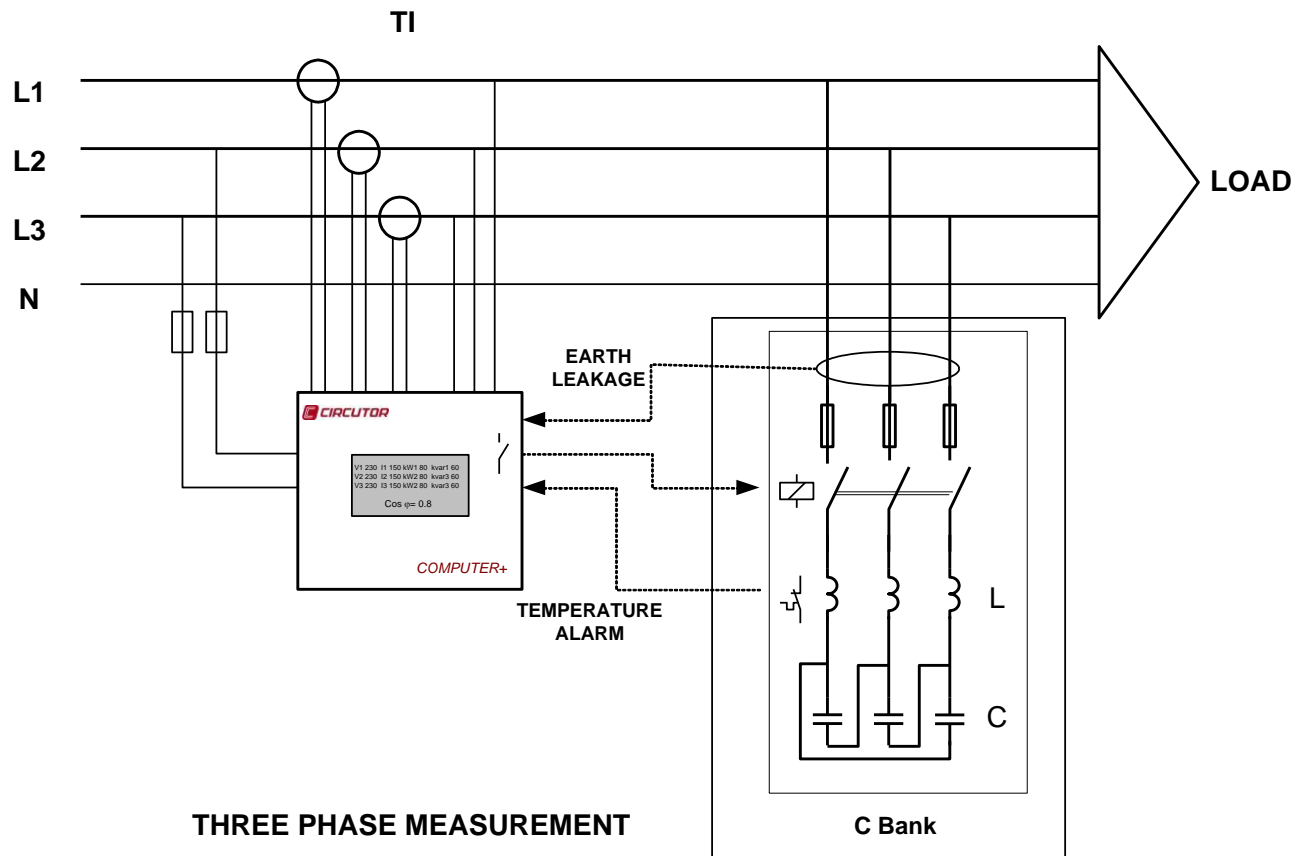 TI
L1
L2
L3
N
LOAD
EARTH
LEAKAGE
CIRCUTOR
V1 230 I1 150 kW1 80 kvar1 60
V2 230 I2 150 kW2 80 kvar3 60
V3 230 I3 150 kW2 80 kvar3 60
Cos φ= 0.8
COMPUTER+
TEMPERATURE
ALARM
L
C
THREE PHASE MEASUREMENT
C Bank